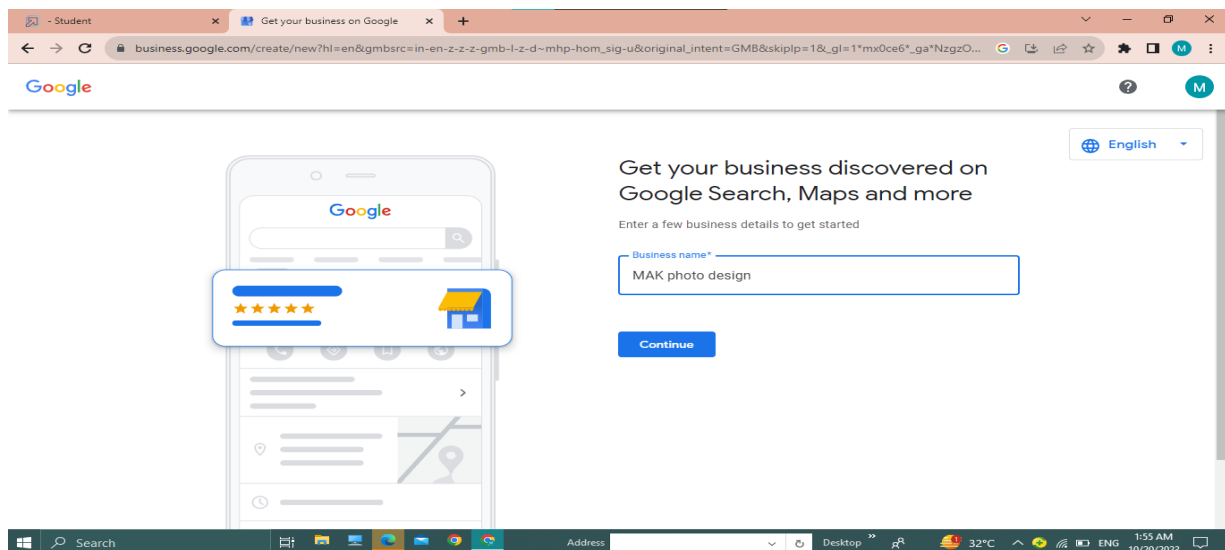 - Student
Get your business on Google
business.google.com/create/new?hl=en&gmbsrc=in-en-z-z-z-gmb-l-z-d~mhp-hom_sig-u&original_intent=GMB&skiplp=1&_gl=1*mx0ce6*_ga*NzgzO...
M
Google
M
English
Get your business discovered on
Google Search, Maps and more
Enter a few business details to get started
Business name*
MAK photo design
Continue
Google
Search
Address
Desktop
32°C
ENG
1:55 AM
10/20/2022